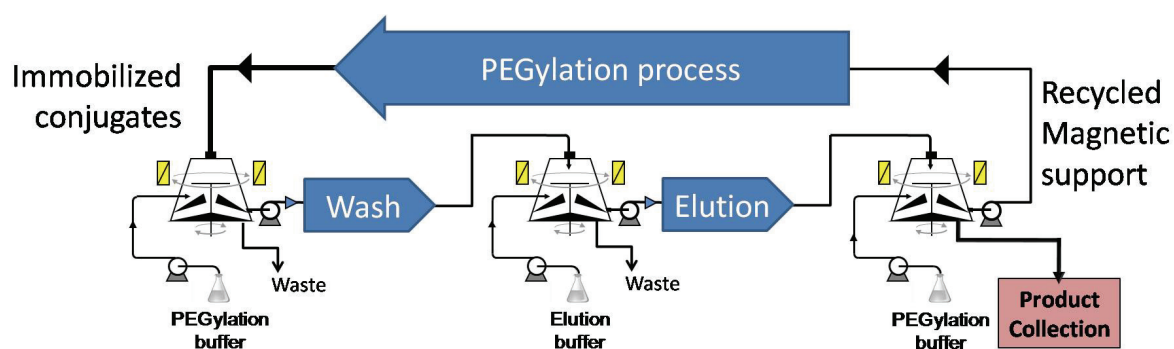 PEGylation process
Immobilized
conjugates
Recycled
Magnetic
support
Wash
Elution
Waste
Waste
PEGylation
buffer
Elution
buffer
PEGylation
buffer
Product
Collection